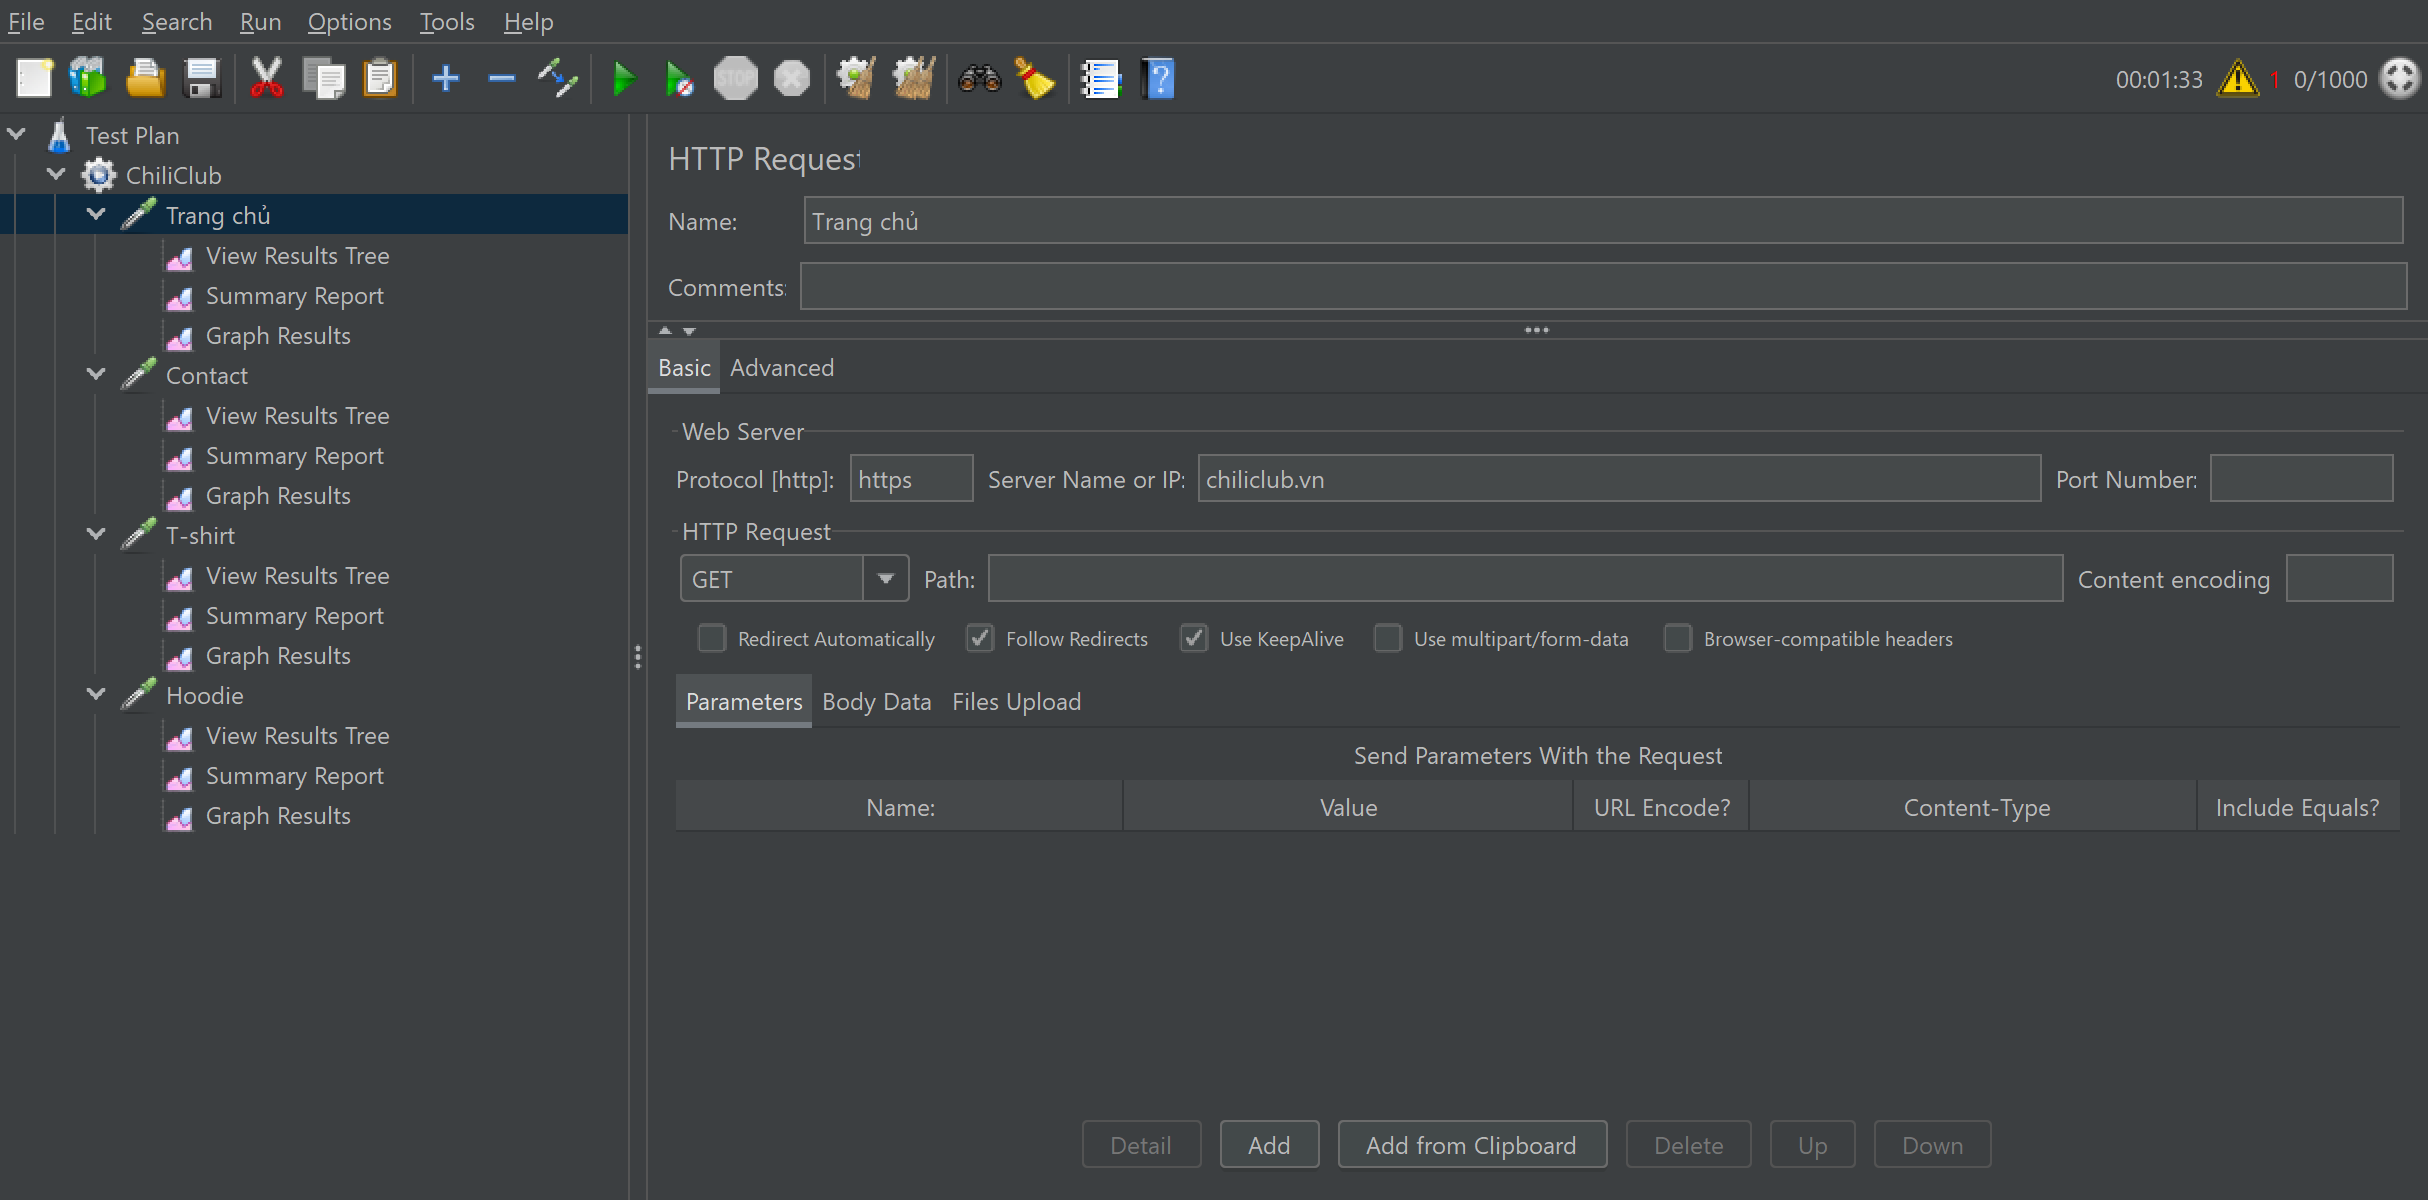 File Edit Search Run Options Tools Help
STOP
00:01:33 1 0/1000
Test Plan
ChiliClub
Trang chủ
View Results Tree
Summary Report
Graph Results
Contact
View Results Tree
Summary Report
Graph Results
T-shirt
View Results Tree
Summary Report
Graph Results
Hoodie
View Results Tree
Summary Report
Graph Results
HTTP Request
Name: Trang chủ
Comments:
Basic Advanced
Web Server
Protocol [http]: https Server Name or IP: chiliclub.vn Port Number:
HTTP Request
GET Path: Content encoding
Redirect Automatically Follow Redirects Use KeepAlive Use multipart/form-data Browser-compatible headers
Parameters Body Data Files Upload
Send Parameters With the Request
Name: Value URL Encode? Content-Type Include Equals?
Detail Add Add from Clipboard Delete Up Down